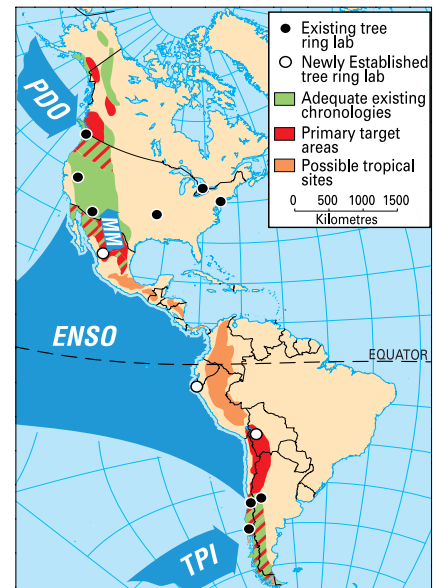 PDO
Existing tree
ring lab
Newly Established
tree ring lab
Adequate existing
chronologies
Primary target
areas
Possible tropical
sites
0 500 1000 1500
Kilometres
MM
ENSO
EQUATOR
TPI